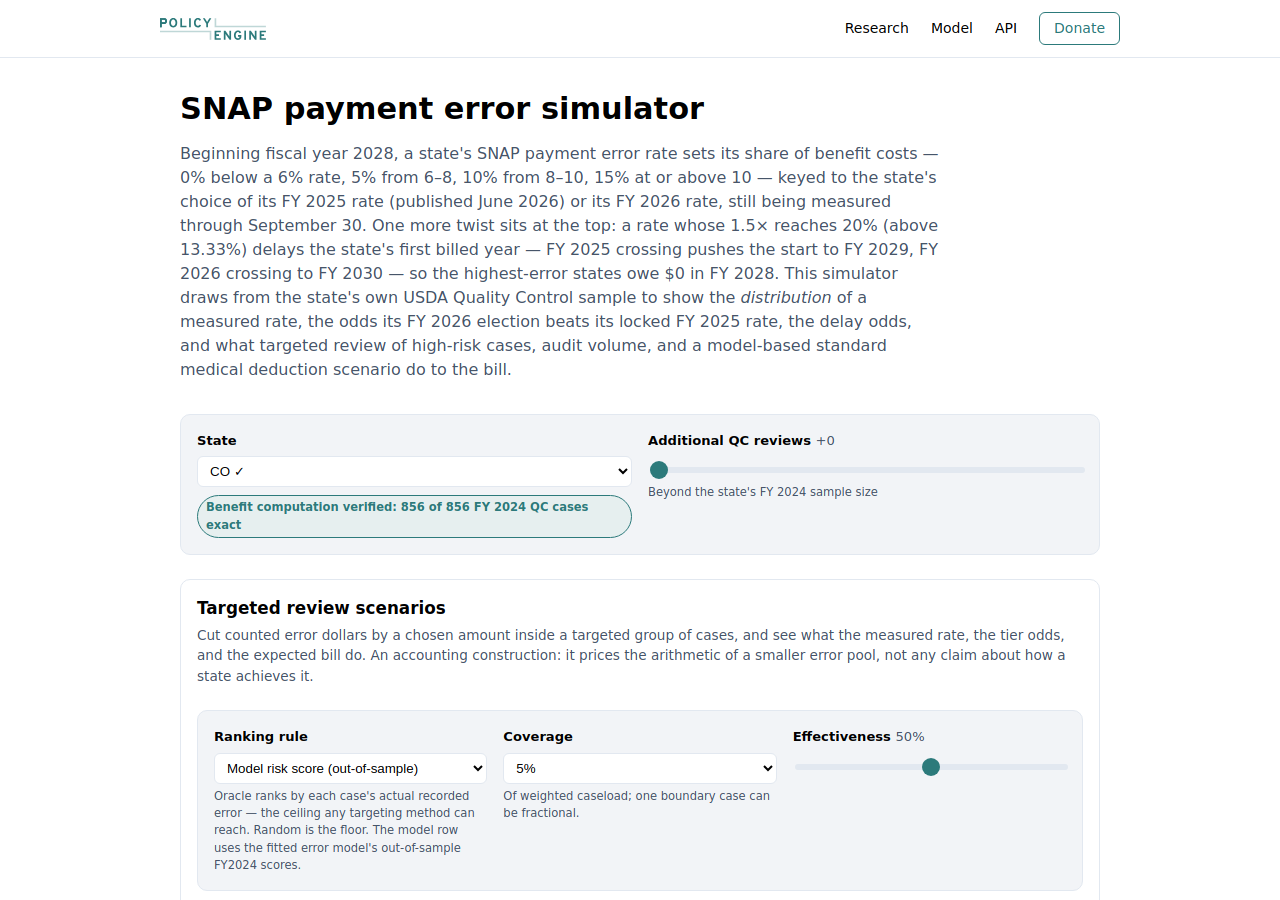 POLICY ENGINE
Research
Model
API
Donate
SNAP payment error simulator
Beginning fiscal year 2028, a state's SNAP payment error rate sets its share of benefit costs —
0% below a 6% rate, 5% from 6–8, 10% from 8–10, 15% at or above 10 — keyed to the state's
choice of its FY 2025 rate (published June 2026) or its FY 2026 rate, still being measured
through September 30. One more twist sits at the top: a rate whose 1.5× reaches 20% (above
13.33%) delays the state's first billed year — FY 2025 crossing pushes the start to FY 2029, FY
2026 crossing to FY 2030 — so the highest-error states owe $0 in FY 2028. This simulator
draws from the state's own USDA Quality Control sample to show the distribution of a
measured rate, the odds its FY 2026 election beats its locked FY 2025 rate, the delay odds,
and what targeted review of high-risk cases, audit volume, and a model-based standard
medical deduction scenario do to the bill.
State
CO ✓
Benefit computation verified: 856 of 856 FY 2024 QC cases
exact
Additional QC reviews +0
Beyond the state's FY 2024 sample size
Targeted review scenarios
Cut counted error dollars by a chosen amount inside a targeted group of cases, and see what the measured rate, the tier odds,
and the expected bill do. An accounting construction: it prices the arithmetic of a smaller error pool, not any claim about how a
state achieves it.
Ranking rule
Model risk score (out-of-sample)
Oracle ranks by each case's actual recorded
error — the ceiling any targeting method can
reach. Random is the floor. The model row
uses the fitted error model's out-of-sample
FY2024 scores.
Coverage
5%
Of weighted caseload; one boundary case can
be fractional.
Effectiveness 50%